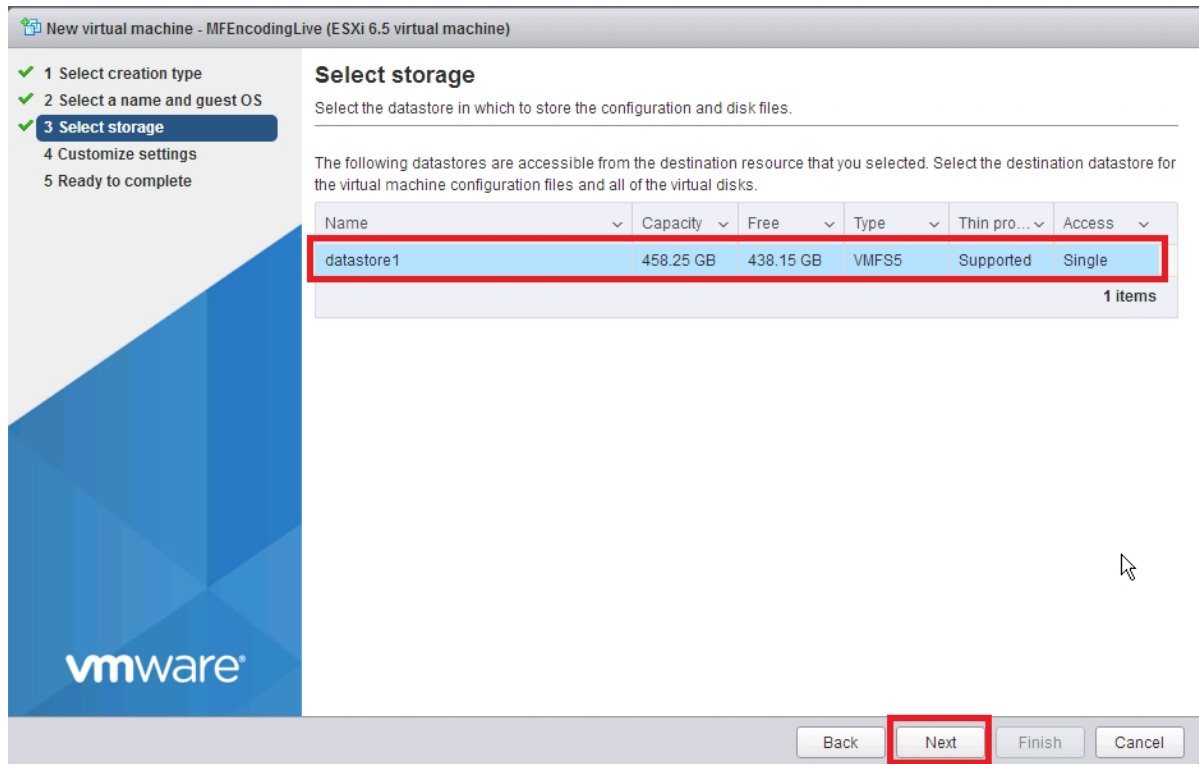 New virtual machine - MFEncodingLive (ESXi 6.5 virtual machine)
1 Select creation type
2 Select a name and guest OS
3 Select storage
4 Customize settings
5 Ready to complete
Select storage
Select the datastore in which to store the configuration and disk files.
The following datastores are accessible from the destination resource that you selected. Select the destination datastore for
the virtual machine configuration files and all of the virtual disks.
Name Capacity Free Type Thin pro... Access
datastore1 458.25 GB 438.15 GB VMFS5 Supported Single
1 items
vmware®
Back Next Finish Cancel